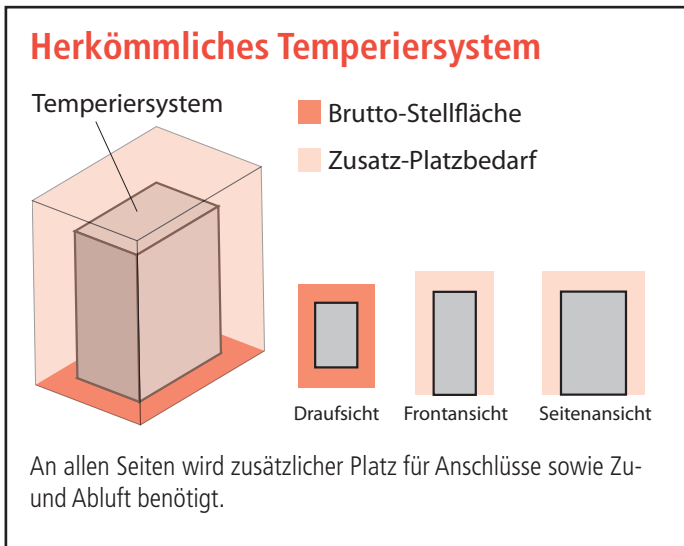 Herkömmliches Temperiersystem
Temperiersystem
Brutto-Stellfläche
Zusatz-Platzbedarf
Draufsicht Frontansicht Seitenansicht
An allen Seiten wird zusätzlicher Platz für Anschlüsse sowie Zu-
und Abluft benötigt.